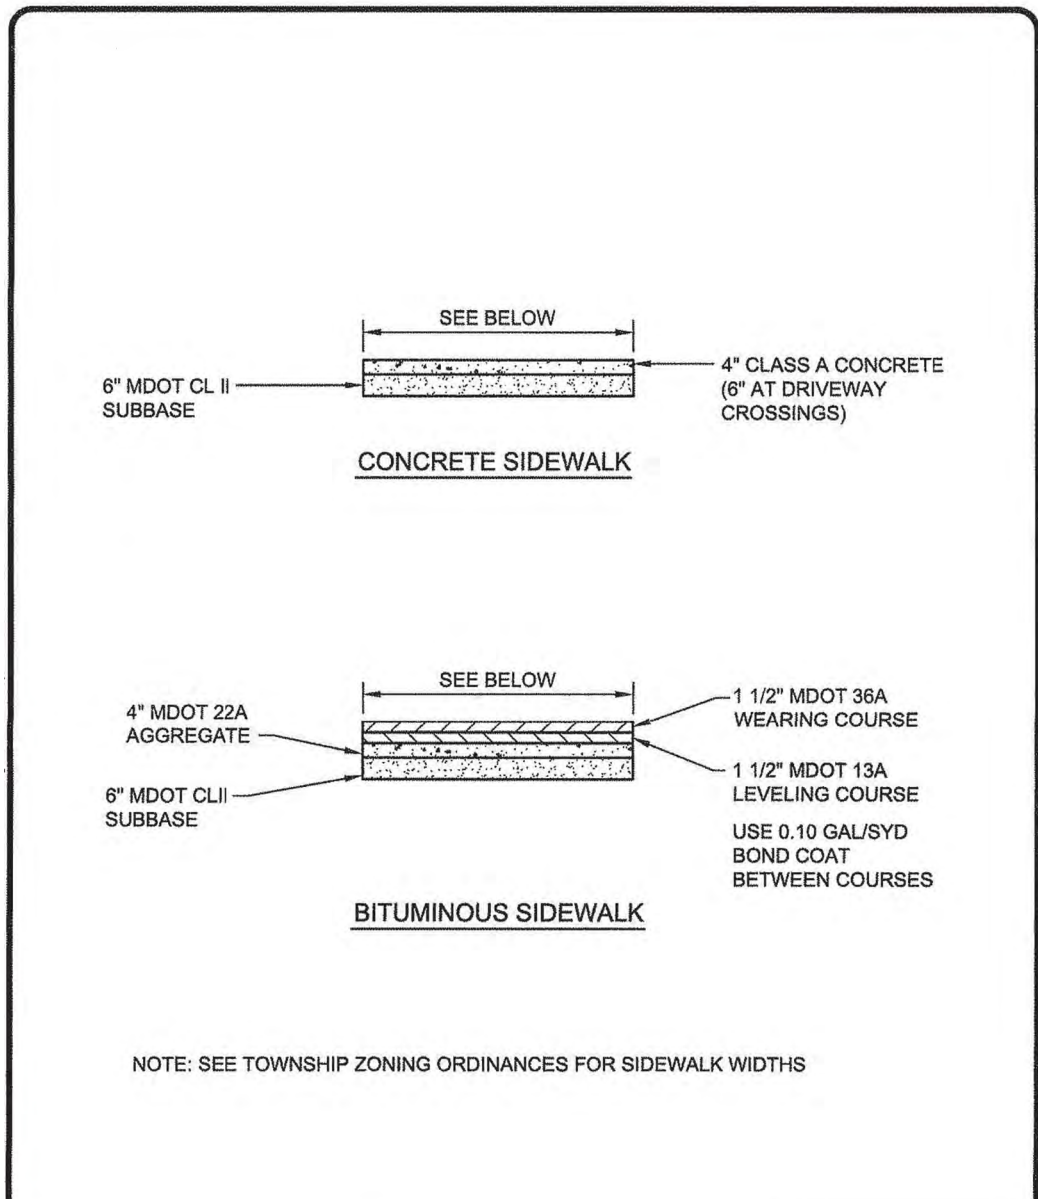 SEE BELOW
6" MDOT CL II
SUBBASE
4" CLASS A CONCRETE
(6" AT DRIVEWAY
CROSSINGS)
CONCRETE SIDEWALK
SEE BELOW
4" MDOT 22A
AGGREGATE
6" MDOT CLII
SUBBASE
1 1/2" MDOT 36A
WEARING COURSE
1 1/2" MDOT 13A
LEVELING COURSE
USE 0.10 GAL/SYD
BOND COAT
BETWEEN COURSES
BITUMINOUS SIDEWALK
NOTE: SEE TOWNSHIP ZONING ORDINANCES FOR SIDEWALK WIDTHS